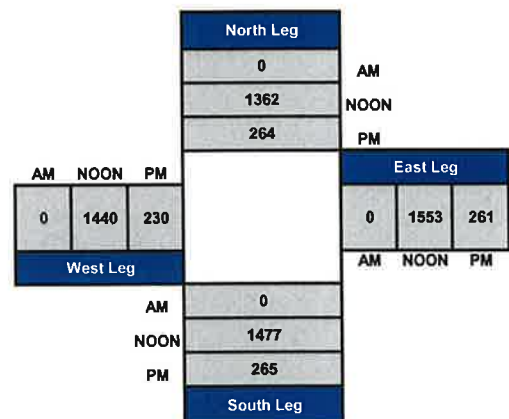 North Leg
0 AM
1362 NOON
264 PM
AM NOON PM
East Leg
0 1440 230
0 1553 261
West Leg
AM NOON PM
AM 0
NOON 1477
PM 265
South Leg